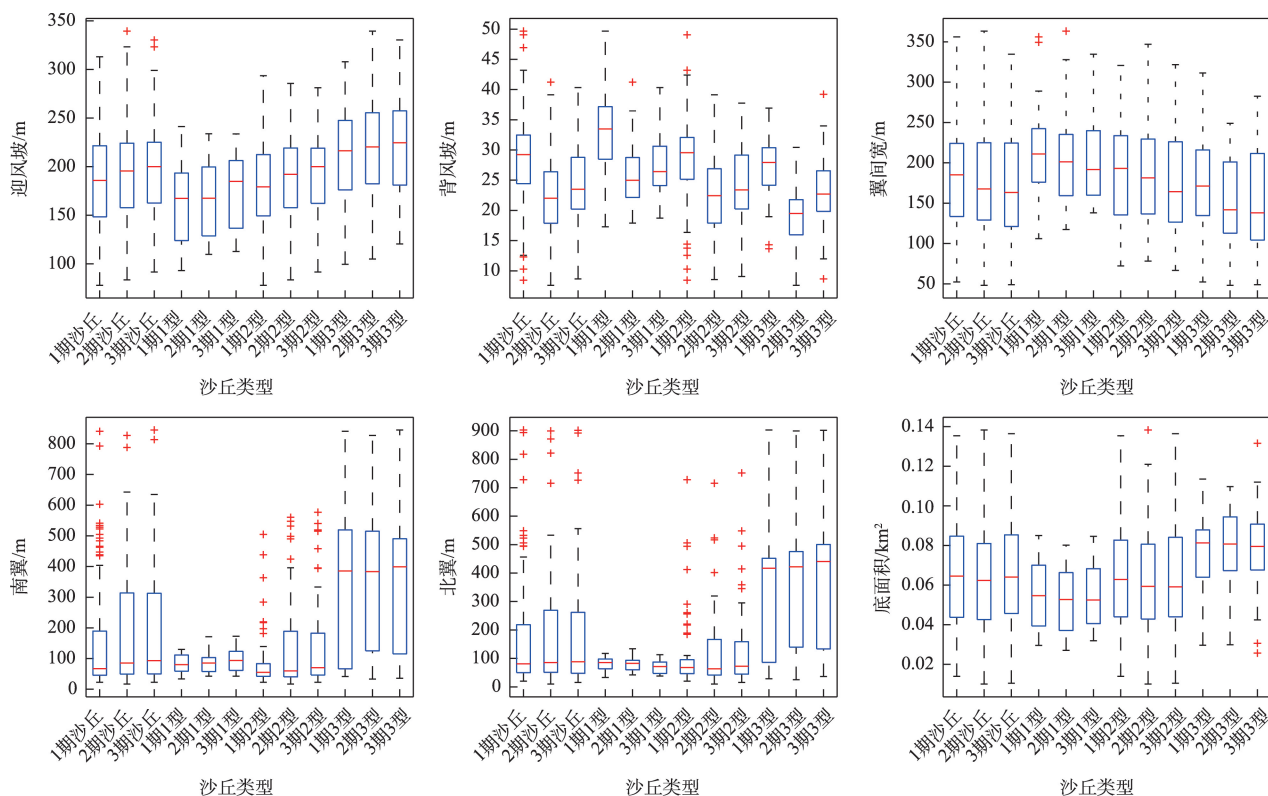 350
300
250
200
150
100
迎风坡/m
1期沙丘
2期沙丘
3期沙丘
1期1型
2期1型
3期1型
1期2型
2期2型
3期2型
1期3型
2期3型
3期3型
沙丘类型
50
45
40
35
30
25
20
15
10
背风坡/m
1期沙丘
2期沙丘
3期沙丘
1期1型
2期1型
3期1型
1期2型
2期2型
3期2型
1期3型
2期3型
3期3型
沙丘类型
350
300
250
200
150
100
50
翼间宽/m
1期沙丘
2期沙丘
3期沙丘
1期1型
2期1型
3期1型
1期2型
2期2型
3期2型
1期3型
2期3型
3期3型
沙丘类型
800
700
600
500
400
300
200
100
0
南翼/m
1期沙丘
2期沙丘
3期沙丘
1期1型
2期1型
3期1型
1期2型
2期2型
3期2型
1期3型
2期3型
3期3型
沙丘类型
900
800
700
600
500
400
300
200
100
0
北翼/m
1期沙丘
2期沙丘
3期沙丘
1期1型
2期1型
3期1型
1期2型
2期2型
3期2型
1期3型
2期3型
3期3型
沙丘类型
0.14
0.12
0.10
0.08
0.06
0.04
0.02
底面积/km²
1期沙丘
2期沙丘
3期沙丘
1期1型
2期1型
3期1型
1期2型
2期2型
3期2型
1期3型
2期3型
3期3型
沙丘类型